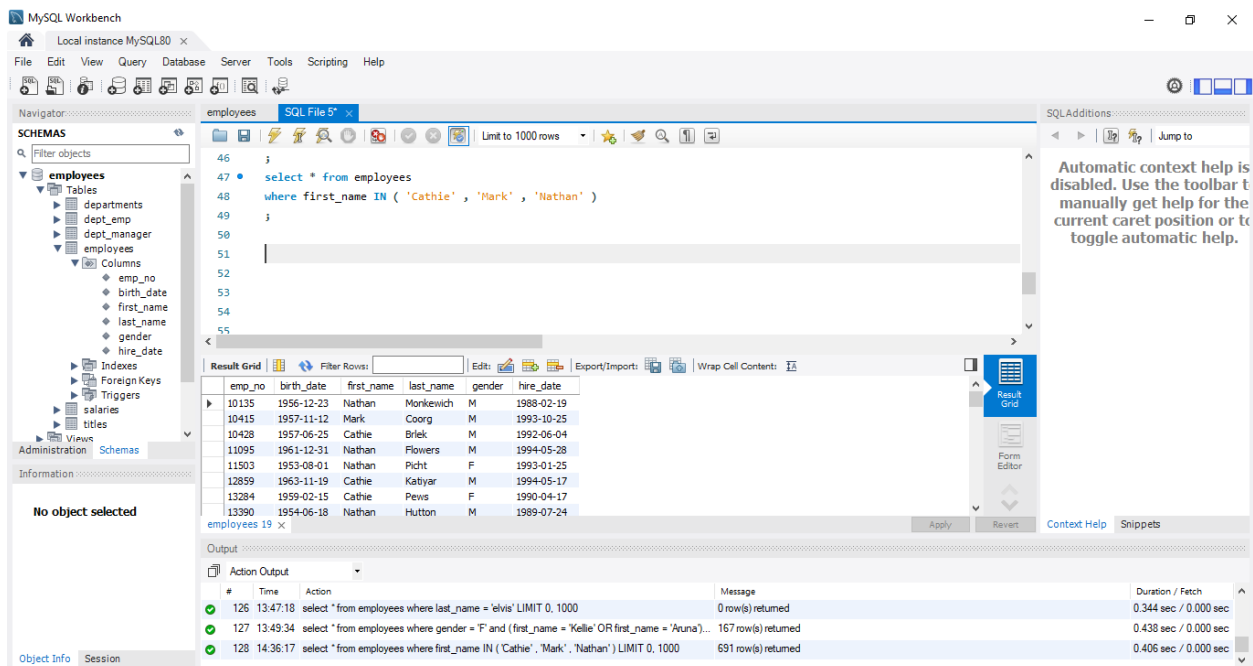 MySQL Workbench
Local instance MySQL80
File Edit View Query Database Server Tools Scripting Help
Navigator
SCHEMAS
Filter objects
employees
Tables
departments
dept_emp
dept_manager
employees
Columns
emp_no
birth_date
first_name
last_name
gender
hire_date
Indexes
Foreign Keys
Triggers
salaries
titles
Views
Administration Schemas
Information
No object selected
Object Info Session
employees SQL File 5*
Limit to 1000 rows
46 ;
47 select * from employees
48 where first_name IN ( 'Cathie' , 'Mark' , 'Nathan' )
49 ;
50
51
52
53
54
55
Result Grid Filter Rows: Edit: Export/Import: Wrap Cell Content:
emp_no birth_date first_name last_name gender hire_date
10135 1956-12-23 Nathan Monkewich M 1988-02-19
10415 1957-11-12 Mark Coorg M 1993-10-25
10428 1957-06-25 Cathie Brlek M 1992-06-04
11095 1961-12-31 Nathan Flowers M 1994-05-28
11503 1953-08-01 Nathan Picht F 1993-01-25
12859 1963-11-19 Cathie Katiyar M 1994-05-17
13284 1959-02-15 Cathie Pews F 1990-04-17
13390 1954-06-18 Nathan Hutton M 1989-07-24
Result
Grid
Form
Editor
employees 19 Apply Revert
SQLAdditions
Jump to
Automatic context help is
disabled. Use the toolbar t
manually get help for the
current caret position or to
toggle automatic help.
Context Help Snippets
Output
Action Output
# Time Action Message Duration / Fetch
126 13:47:18 select * from employees where last_name = 'elvis' LIMIT 0, 1000 0 row(s) returned 0.344 sec / 0.000 sec
127 13:49:34 select * from employees where gender = 'F' and ( first_name = 'Kellie' OR first_name = 'Aruna')... 167 row(s) returned 0.438 sec / 0.000 sec
128 14:36:17 select * from employees where first_name IN ( 'Cathie' , 'Mark' , 'Nathan' ) LIMIT 0, 1000 691 row(s) returned 0.406 sec / 0.000 sec